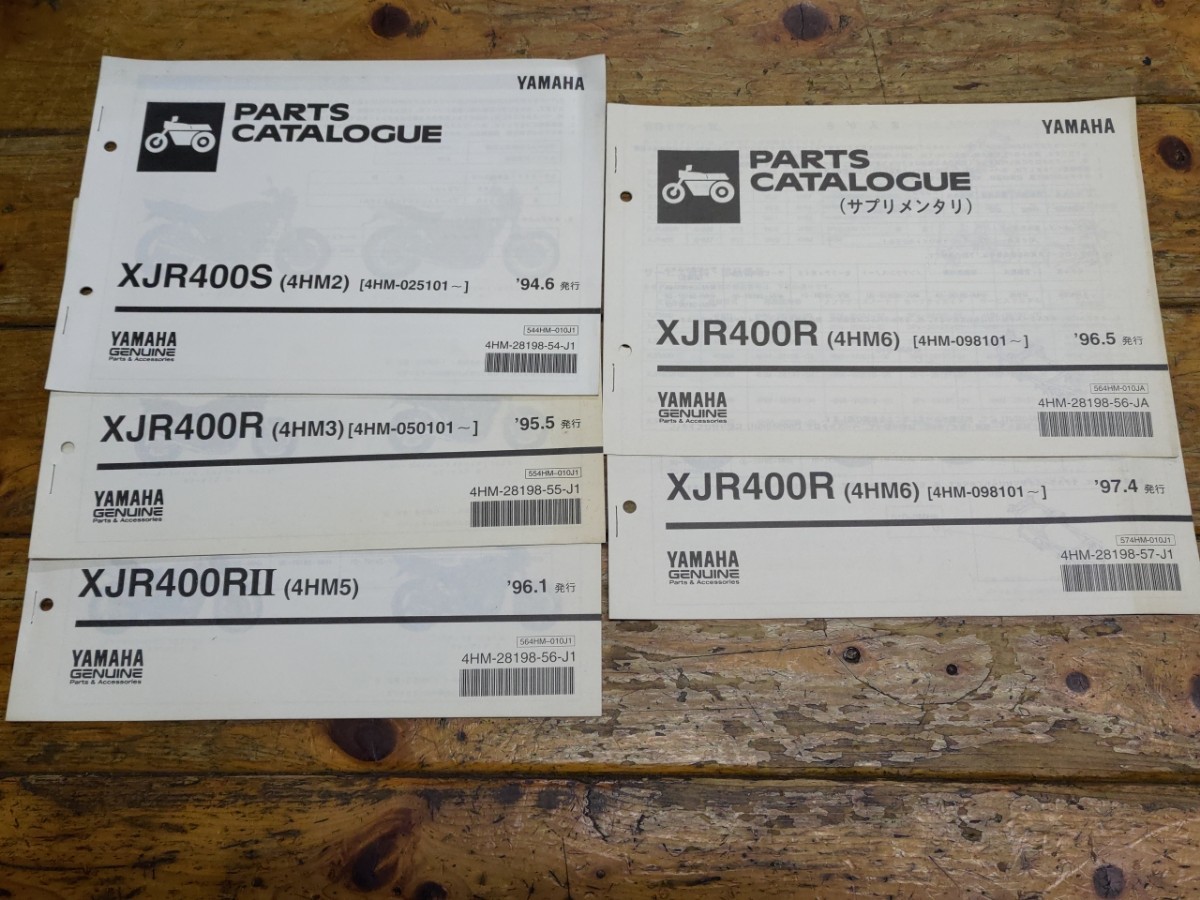 YAMAHA
PARTS
CATALOGUE
XJR400S (4HM2) [4HM-025101~] '94.6 発行
YAMAHA
GENUINE
Parts & Accessories
544HM-010J1
4HM-28198-54-J1
XJR400R (4HM3) [4HM-050101~] '95.5 発行
YAMAHA
GENUINE
Parts & Accessories
554HM-010J1
4HM-28198-55-J1
XJR400RⅡ (4HM5) '96.1 発行
YAMAHA
GENUINE
Parts & Accessories
564HM-010J1
4HM-28198-56-J1
YAMAHA
PARTS
CATALOGUE
(サプリメンタリ)
XJR400R (4HM6) [4HM-098101~] '96.5 発行
YAMAHA
GENUINE
Parts & Accessories
564HM-010JA
4HM-28198-56-JA
XJR400R (4HM6) [4HM-098101~] '97.4 発行
YAMAHA
GENUINE
Parts & Accessories
574HM-010J1
4HM-28198-57-J1